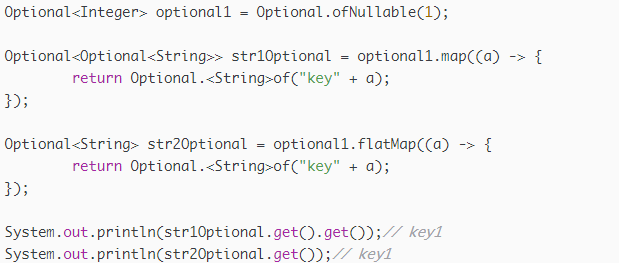 Optional<Integer> optional1 = Optional.ofNullable(1);

Optional<Optional<String>> str1Optional = optional1.map((a) -> {
        return Optional.<String>of("key" + a);
});

Optional<String> str2Optional = optional1.flatMap((a) -> {
        return Optional.<String>of("key" + a);
});

System.out.println(str1Optional.get().get());// key1
System.out.println(str2Optional.get());// key1